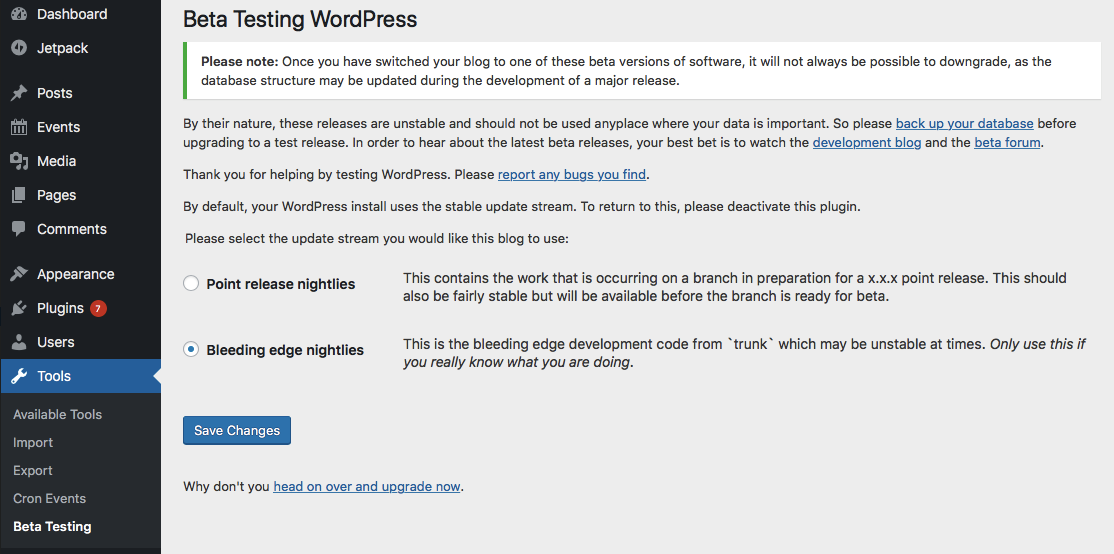 Dashboard
Jetpack
Posts
Events
Media
Pages
Comments
Appearance
Plugins 7
Users
Tools
Available Tools
Import
Export
Cron Events
Beta Testing
Beta Testing WordPress
Please note: Once you have switched your blog to one of these beta versions of software, it will not always be possible to downgrade, as the
database structure may be updated during the development of a major release.
By their nature, these releases are unstable and should not be used anyplace where your data is important. So please back up your database before
upgrading to a test release. In order to hear about the latest beta releases, your best bet is to watch the development blog and the beta forum.
Thank you for helping by testing WordPress. Please report any bugs you find.
By default, your WordPress install uses the stable update stream. To return to this, please deactivate this plugin.
Please select the update stream you would like this blog to use:
Point release nightlies
This contains the work that is occurring on a branch in preparation for a x.x.x point release. This should
also be fairly stable but will be available before the branch is ready for beta.
Bleeding edge nightlies
This is the bleeding edge development code from `trunk` which may be unstable at times. Only use this if
you really know what you are doing.
Save Changes
Why don't you head on over and upgrade now.